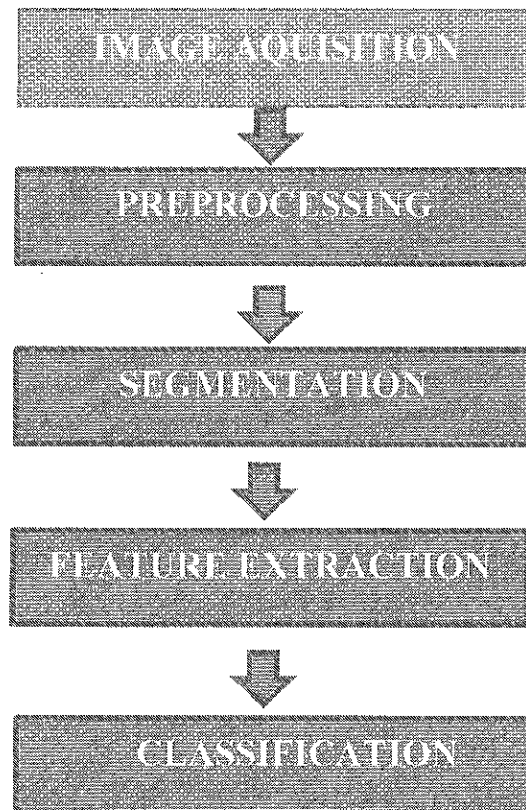 IMAGE AQUISITION
PREPROCESSING
SEGMENTATION
FEATURE EXTRACTION
CLASSIFICATION